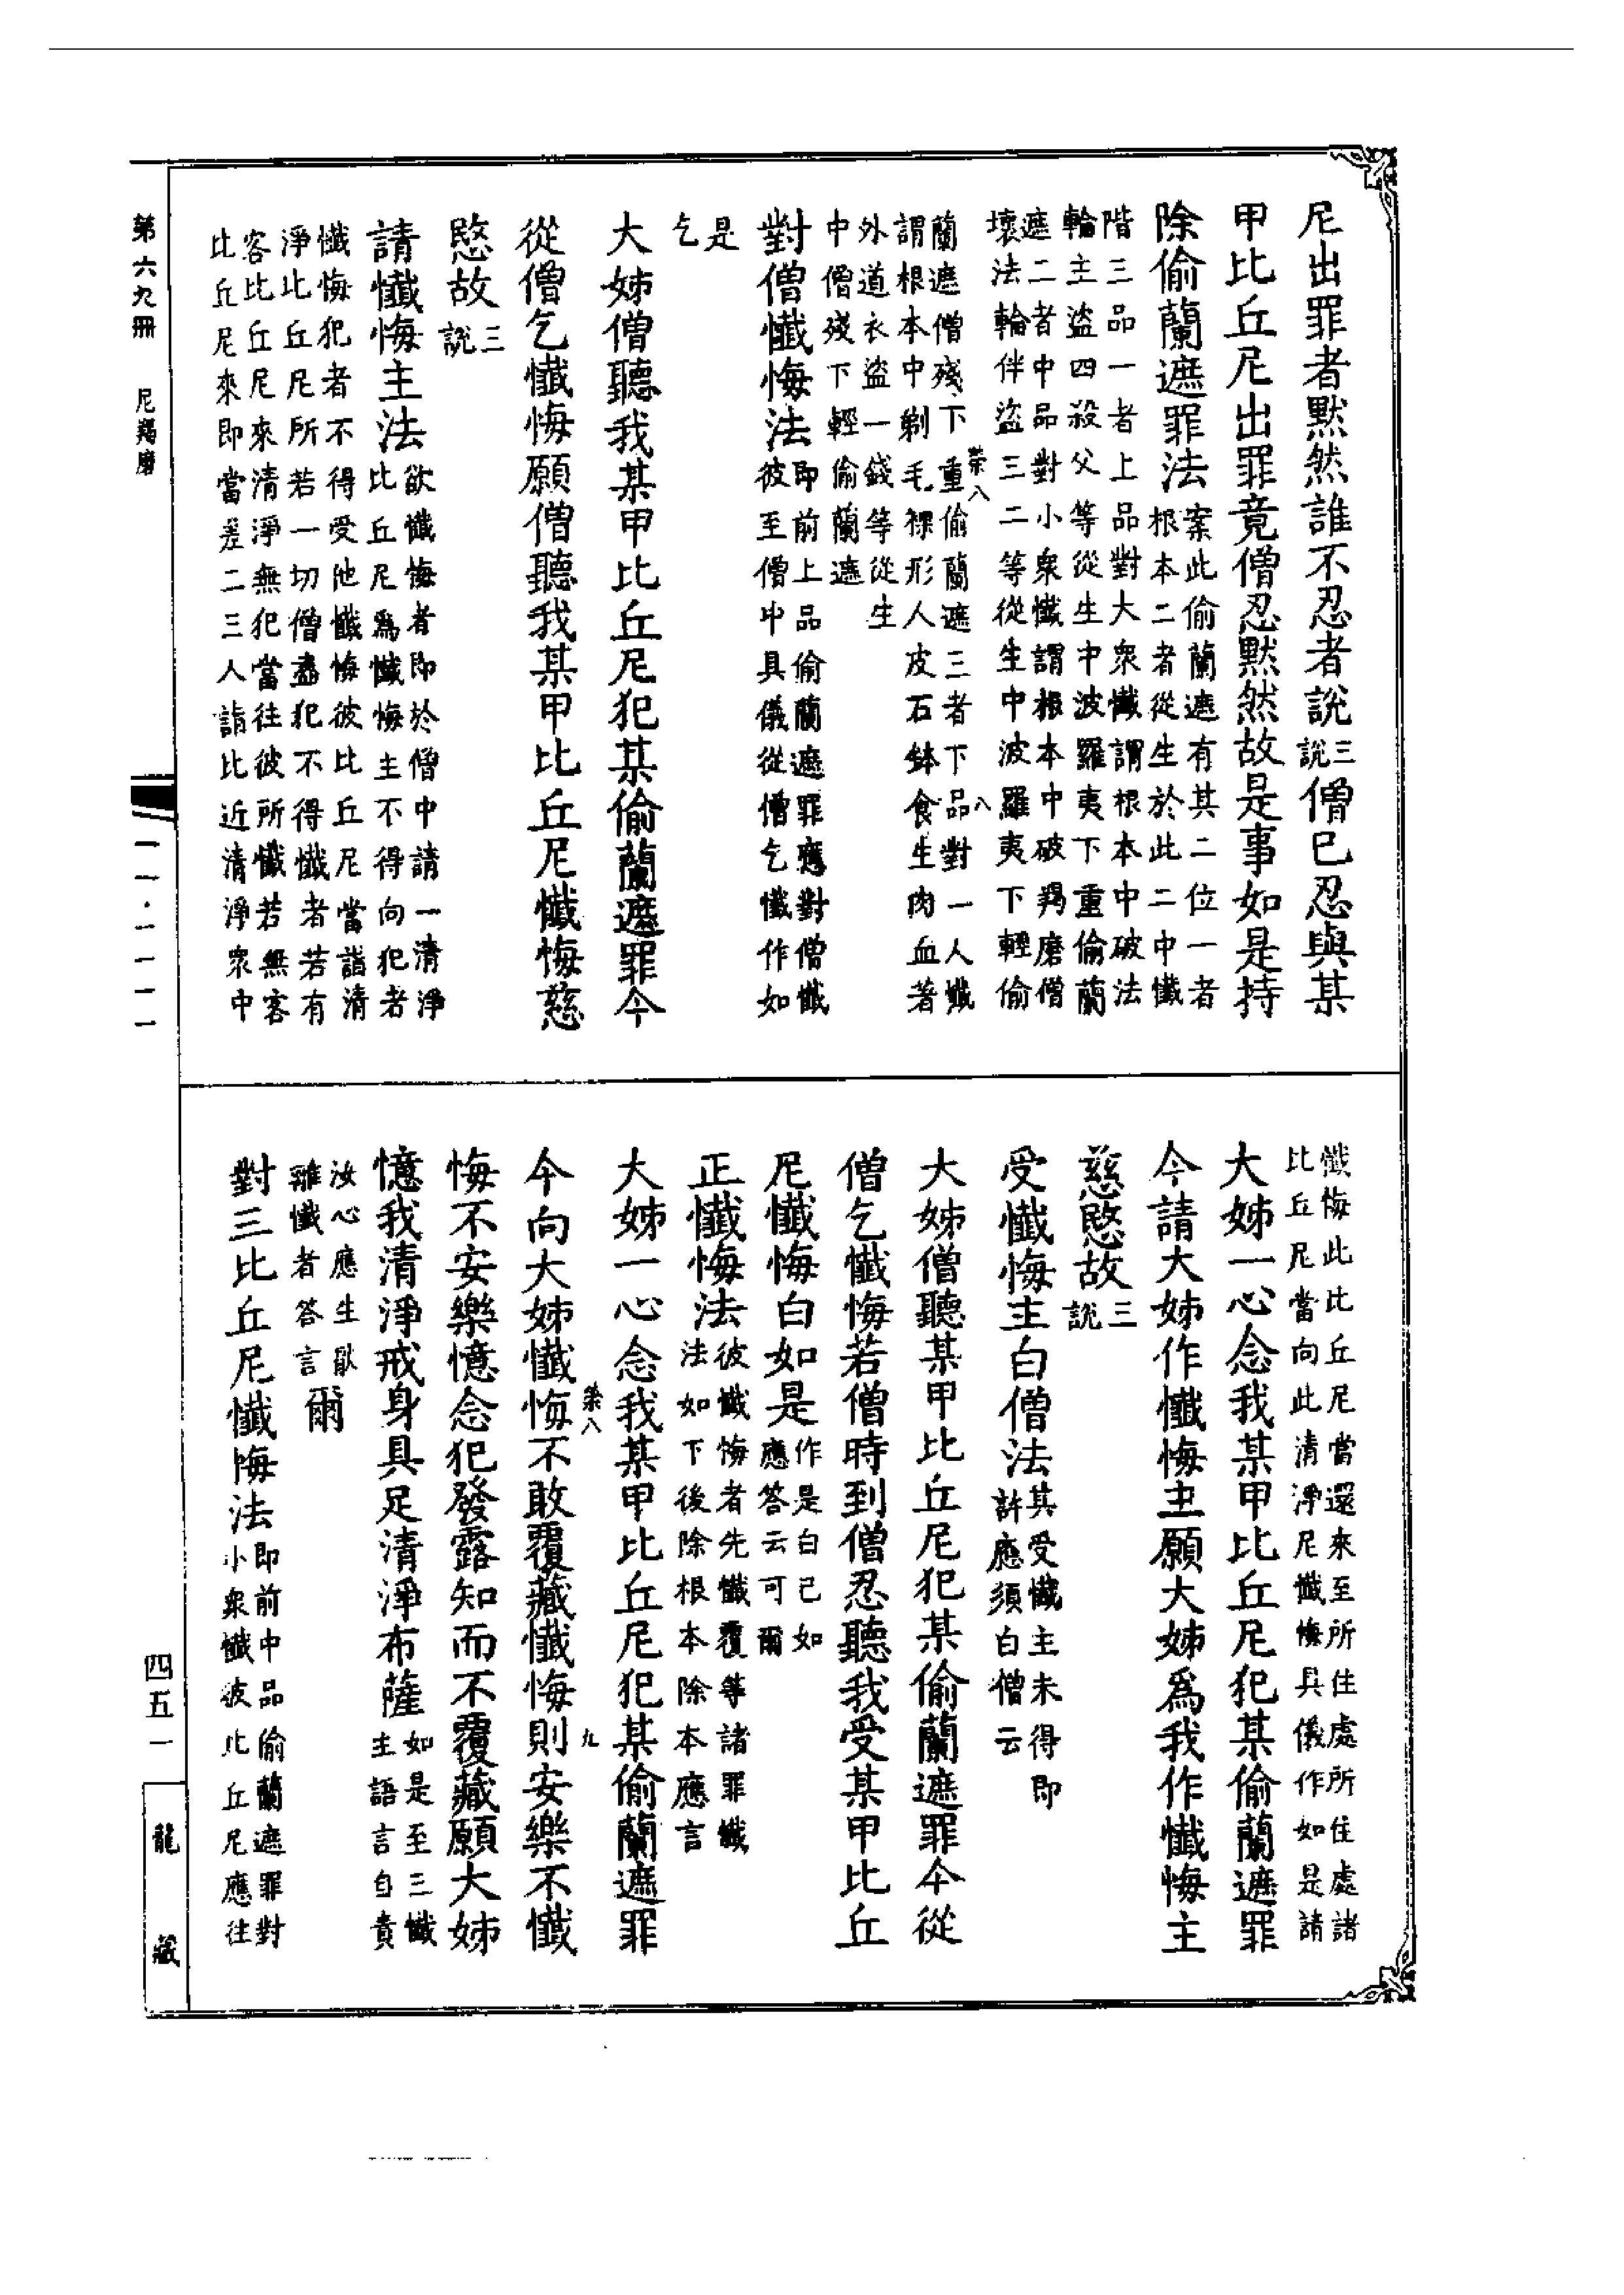 尼出罪者默然誰不忍者說三說僧已忍與某
甲比丘尼出罪竟僧忍默然故是事如是持
除偷蘭遮罪法案此偷蘭遮有其二位一者
根本二者從生於此二中懺
階三品一者上品對大衆懺謂根本中破法
輪主盜四殺父等從生中波羅夷下重偷蘭
遮二者中品對小衆懺謂根本中破羯磨僧
壞法輪伴盜三二等從生中波羅夷下輕偷
榮八 八
蘭遮僧殘下重偷蘭遮三者下品對一人懺
謂根本中剃毛裸形人皮石鉢食生肉血著
外道衣盜一錢等從生
中僧殘下輕偷蘭遮
對僧懺悔法即前上品偷蘭遮罪應對僧懺
彼至僧中具儀從僧乞懺作如
是
乞
大姊僧聽我某甲比丘尼犯某偷蘭遮罪今
從僧乞懺悔願僧聽我某甲比丘尼懺悔慈
愍故三說
請懺悔主法欲懺悔者即於僧中請一清淨
比丘尼爲懺悔主不得向犯者
懺悔犯者不得受他懺悔彼比丘尼當詣清
淨比丘尼所若一切僧盡犯不得懺者若有
客比丘尼來清淨無犯當往彼所懺若無客
比丘尼來即當差二三人詣比近清淨衆中
懺悔此比丘尼當還來至所住處所住處諸
比丘尼當向此清淨尼懺悔具儀作如是請
大姊一心念我某甲比丘尼犯某偷蘭遮罪
今請大姊作懺悔主願大姊爲我作懺悔主
慈愍故三說
受懺悔主白僧法其受懺主未得即
許應須白僧云
大姊僧聽某甲比丘尼犯某偷蘭遮罪今從
僧乞懺悔若僧時到僧忍聽我受某甲比丘
尼懺悔白如是作是白已如
應答云可爾
正懺悔法彼懺悔者先懺覆等諸罪懺
法如下後除根本除本應言
大姊一心念我某甲比丘尼犯某偷蘭遮罪
榮八 九
今向大姊懺悔不敢覆藏懺悔則安樂不懺
悔不安樂憶念犯發露知而不覆藏願大姊
憶我清淨戒身具足清淨布薩如是至三懺
主語言自責
汝心應生猒
離懺者答言爾
對三比丘尼懺悔法即前中品偷蘭遮罪對
小衆懺彼比丘尼應往
第六九冊 尼羯磨
一一·一一一一
四五一
龍藏